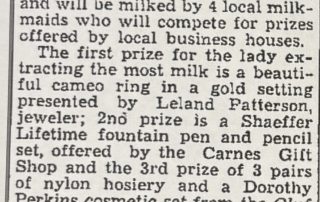 and will be milked by 4 local milk-
maids who will compete for prizes
offered by local business houses.
The first prize for the lady ex-
tracting the most milk is a beauti-
ful cameo ring in a gold setting
presented by Leland Patterson,
jeweler; 2nd prize is a Shaeffer
Lifetime fountain pen and pencil
set, offered by the Carnes Gift
Shop and the 3rd prize of 3 pairs
of nylon hosiery and a Dorothy
Perkins cosmetic set from the